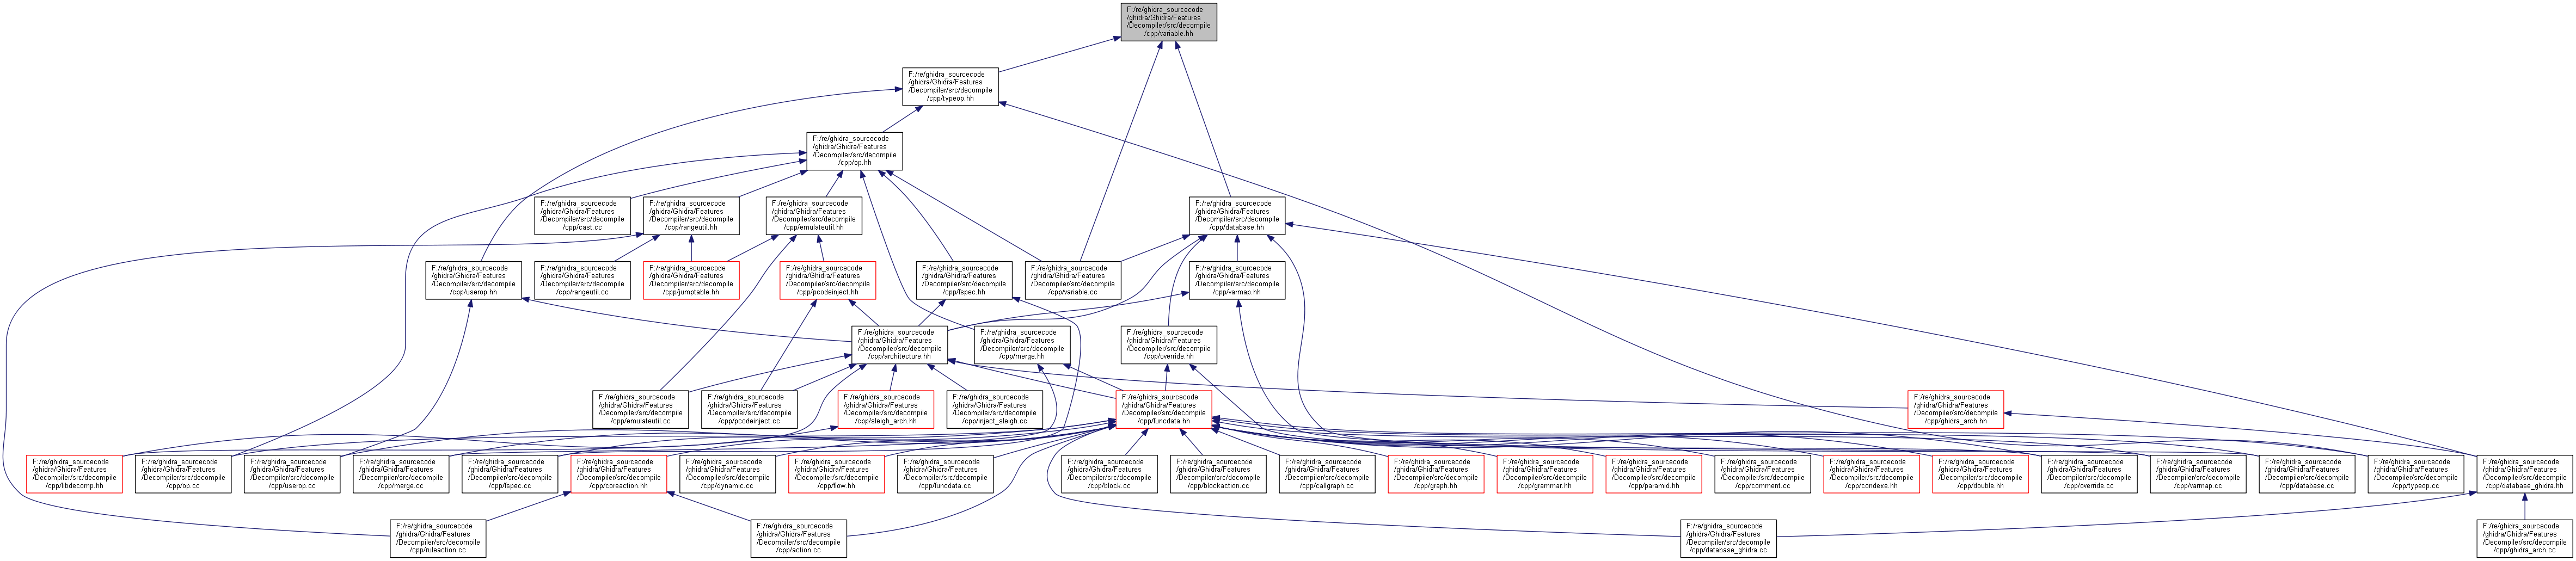 F:/re/ghidra_sourcecode
/ghidra/Ghidra/Features
/Decompiler/src/decompile
/cpp/variable.hh
F:/re/ghidra_sourcecode
/ghidra/Ghidra/Features
/Decompiler/src/decompile
/cpp/typeop.hh
F:/re/ghidra_sourcecode
/ghidra/Ghidra/Features
/Decompiler/src/decompile
/cpp/op.hh
F:/re/ghidra_sourcecode
/ghidra/Ghidra/Features
/Decompiler/src/decompile
/cpp/cast.cc
F:/re/ghidra_sourcecode
/ghidra/Ghidra/Features
/Decompiler/src/decompile
/cpp/rangeutil.hh
F:/re/ghidra_sourcecode
/ghidra/Ghidra/Features
/Decompiler/src/decompile
/cpp/emulateutil.hh
F:/re/ghidra_sourcecode
/ghidra/Ghidra/Features
/Decompiler/src/decompile
/cpp/database.hh
F:/re/ghidra_sourcecode
/ghidra/Ghidra/Features
/Decompiler/src/decompile
/cpp/userop.hh
F:/re/ghidra_sourcecode
/ghidra/Ghidra/Features
/Decompiler/src/decompile
/cpp/rangeutil.cc
F:/re/ghidra_sourcecode
/ghidra/Ghidra/Features
/Decompiler/src/decompile
/cpp/jumptable.hh
F:/re/ghidra_sourcecode
/ghidra/Ghidra/Features
/Decompiler/src/decompile
/cpp/pcodeinject.hh
F:/re/ghidra_sourcecode
/ghidra/Ghidra/Features
/Decompiler/src/decompile
/cpp/fspec.hh
F:/re/ghidra_sourcecode
/ghidra/Ghidra/Features
/Decompiler/src/decompile
/cpp/variable.cc
F:/re/ghidra_sourcecode
/ghidra/Ghidra/Features
/Decompiler/src/decompile
/cpp/varmap.hh
F:/re/ghidra_sourcecode
/ghidra/Ghidra/Features
/Decompiler/src/decompile
/cpp/architecture.hh
F:/re/ghidra_sourcecode
/ghidra/Ghidra/Features
/Decompiler/src/decompile
/cpp/merge.hh
F:/re/ghidra_sourcecode
/ghidra/Ghidra/Features
/Decompiler/src/decompile
/cpp/override.hh
F:/re/ghidra_sourcecode
/ghidra/Ghidra/Features
/Decompiler/src/decompile
/cpp/emulateutil.cc
F:/re/ghidra_sourcecode
/ghidra/Ghidra/Features
/Decompiler/src/decompile
/cpp/pcodeinject.cc
F:/re/ghidra_sourcecode
/ghidra/Ghidra/Features
/Decompiler/src/decompile
/cpp/sleigh_arch.hh
F:/re/ghidra_sourcecode
/ghidra/Ghidra/Features
/Decompiler/src/decompile
/cpp/inject_sleigh.cc
F:/re/ghidra_sourcecode
/ghidra/Ghidra/Features
/Decompiler/src/decompile
/cpp/funcdata.hh
F:/re/ghidra_sourcecode
/ghidra/Ghidra/Features
/Decompiler/src/decompile
/cpp/ghidra_arch.hh
F:/re/ghidra_sourcecode
/ghidra/Ghidra/Features
/Decompiler/src/decompile
/cpp/libdecomp.hh
F:/re/ghidra_sourcecode
/ghidra/Ghidra/Features
/Decompiler/src/decompile
/cpp/op.cc
F:/re/ghidra_sourcecode
/ghidra/Ghidra/Features
/Decompiler/src/decompile
/cpp/userop.cc
F:/re/ghidra_sourcecode
/ghidra/Ghidra/Features
/Decompiler/src/decompile
/cpp/merge.cc
F:/re/ghidra_sourcecode
/ghidra/Ghidra/Features
/Decompiler/src/decompile
/cpp/fspec.cc
F:/re/ghidra_sourcecode
/ghidra/Ghidra/Features
/Decompiler/src/decompile
/cpp/coreaction.hh
F:/re/ghidra_sourcecode
/ghidra/Ghidra/Features
/Decompiler/src/decompile
/cpp/dynamic.cc
F:/re/ghidra_sourcecode
/ghidra/Ghidra/Features
/Decompiler/src/decompile
/cpp/flow.hh
F:/re/ghidra_sourcecode
/ghidra/Ghidra/Features
/Decompiler/src/decompile
/cpp/funcdata.cc
F:/re/ghidra_sourcecode
/ghidra/Ghidra/Features
/Decompiler/src/decompile
/cpp/block.cc
F:/re/ghidra_sourcecode
/ghidra/Ghidra/Features
/Decompiler/src/decompile
/cpp/blockaction.cc
F:/re/ghidra_sourcecode
/ghidra/Ghidra/Features
/Decompiler/src/decompile
/cpp/callgraph.cc
F:/re/ghidra_sourcecode
/ghidra/Ghidra/Features
/Decompiler/src/decompile
/cpp/graph.hh
F:/re/ghidra_sourcecode
/ghidra/Ghidra/Features
/Decompiler/src/decompile
/cpp/grammar.hh
F:/re/ghidra_sourcecode
/ghidra/Ghidra/Features
/Decompiler/src/decompile
/cpp/paramid.hh
F:/re/ghidra_sourcecode
/ghidra/Ghidra/Features
/Decompiler/src/decompile
/cpp/comment.cc
F:/re/ghidra_sourcecode
/ghidra/Ghidra/Features
/Decompiler/src/decompile
/cpp/condexe.hh
F:/re/ghidra_sourcecode
/ghidra/Ghidra/Features
/Decompiler/src/decompile
/cpp/double.hh
F:/re/ghidra_sourcecode
/ghidra/Ghidra/Features
/Decompiler/src/decompile
/cpp/override.cc
F:/re/ghidra_sourcecode
/ghidra/Ghidra/Features
/Decompiler/src/decompile
/cpp/varmap.cc
F:/re/ghidra_sourcecode
/ghidra/Ghidra/Features
/Decompiler/src/decompile
/cpp/database.cc
F:/re/ghidra_sourcecode
/ghidra/Ghidra/Features
/Decompiler/src/decompile
/cpp/typeop.cc
F:/re/ghidra_sourcecode
/ghidra/Ghidra/Features
/Decompiler/src/decompile
/cpp/database_ghidra.hh
F:/re/ghidra_sourcecode
/ghidra/Ghidra/Features
/Decompiler/src/decompile
/cpp/ruleaction.cc
F:/re/ghidra_sourcecode
/ghidra/Ghidra/Features
/Decompiler/src/decompile
/cpp/action.cc
F:/re/ghidra_sourcecode
/ghidra/Ghidra/Features
/Decompiler/src/decompile
/cpp/database_ghidra.cc
F:/re/ghidra_sourcecode
/ghidra/Ghidra/Features
/Decompiler/src/decompile
/cpp/ghidra_arch.cc